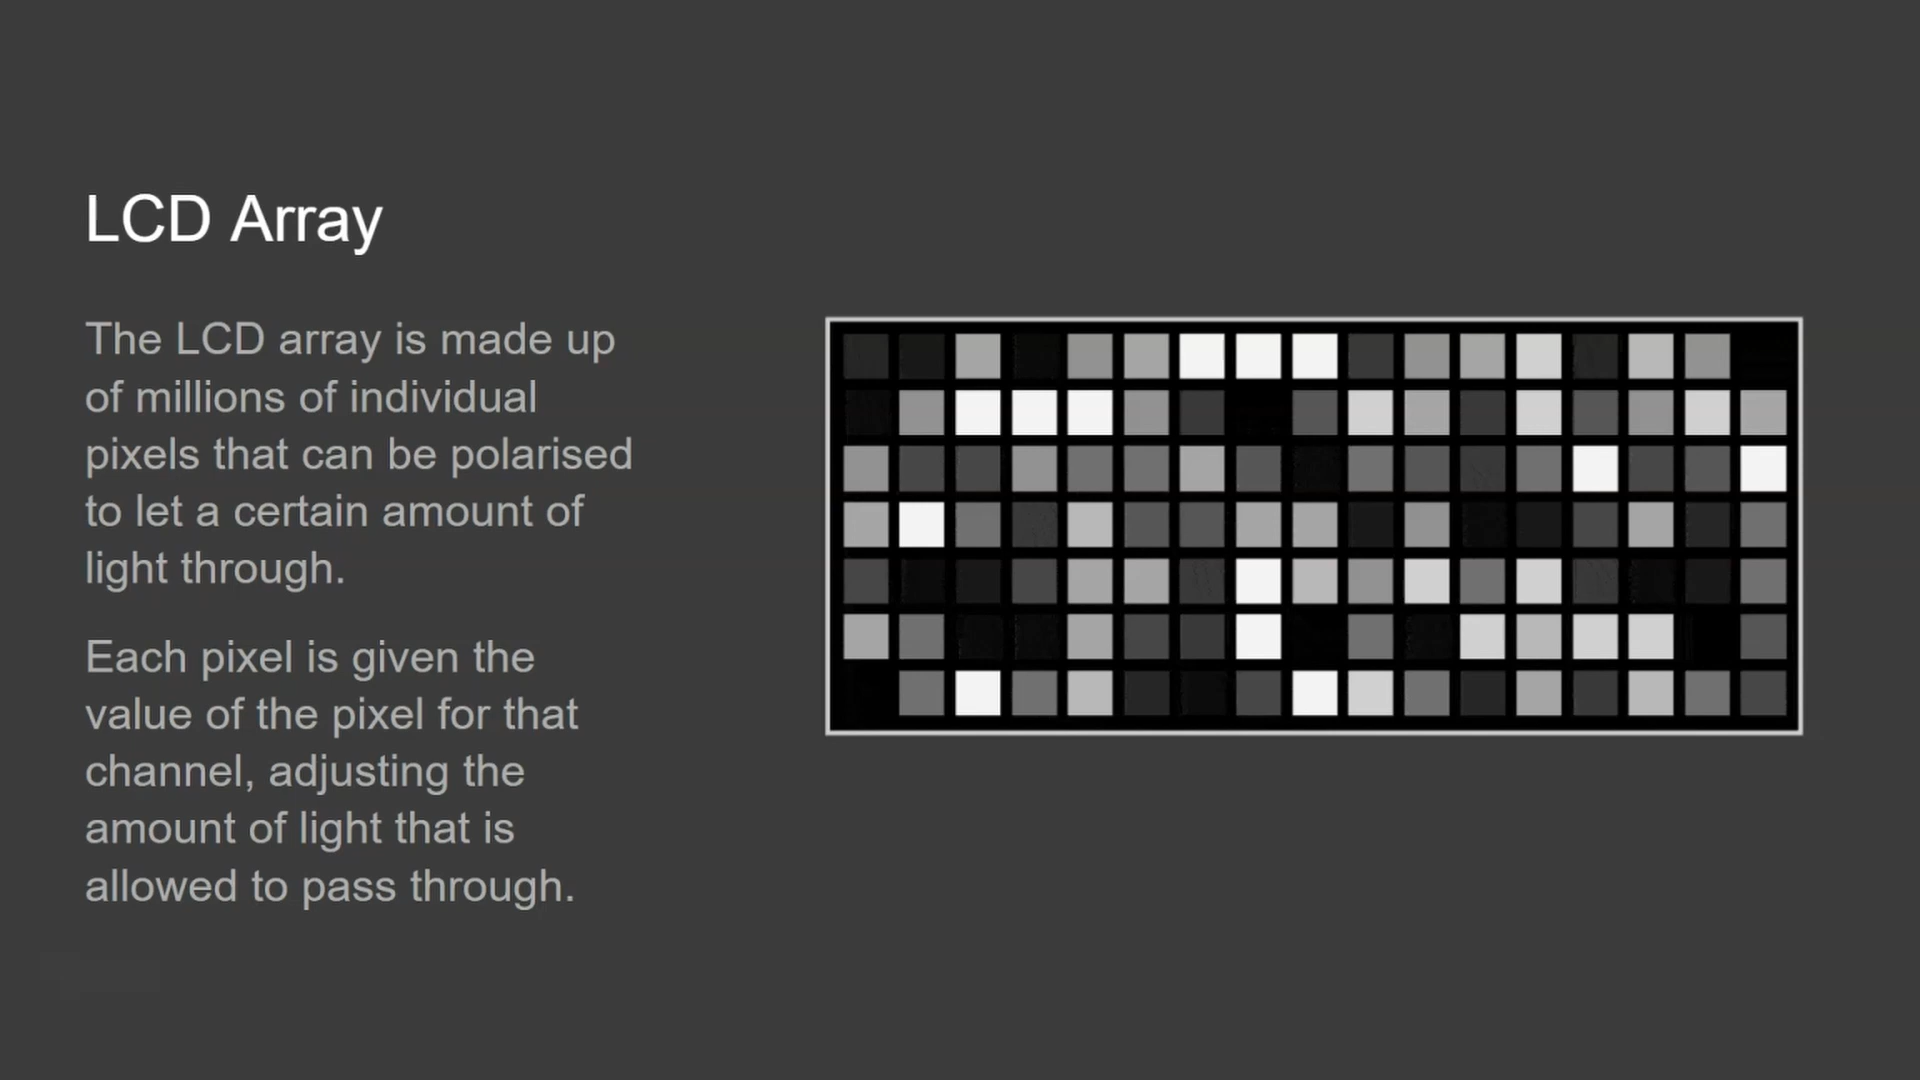 LCD Array
The LCD array is made up
of millions of individual
pixels that can be polarised
to let a certain amount of
light through.
Each pixel is given the
value of the pixel for that
channel, adjusting the
amount of light that is
allowed to pass through.